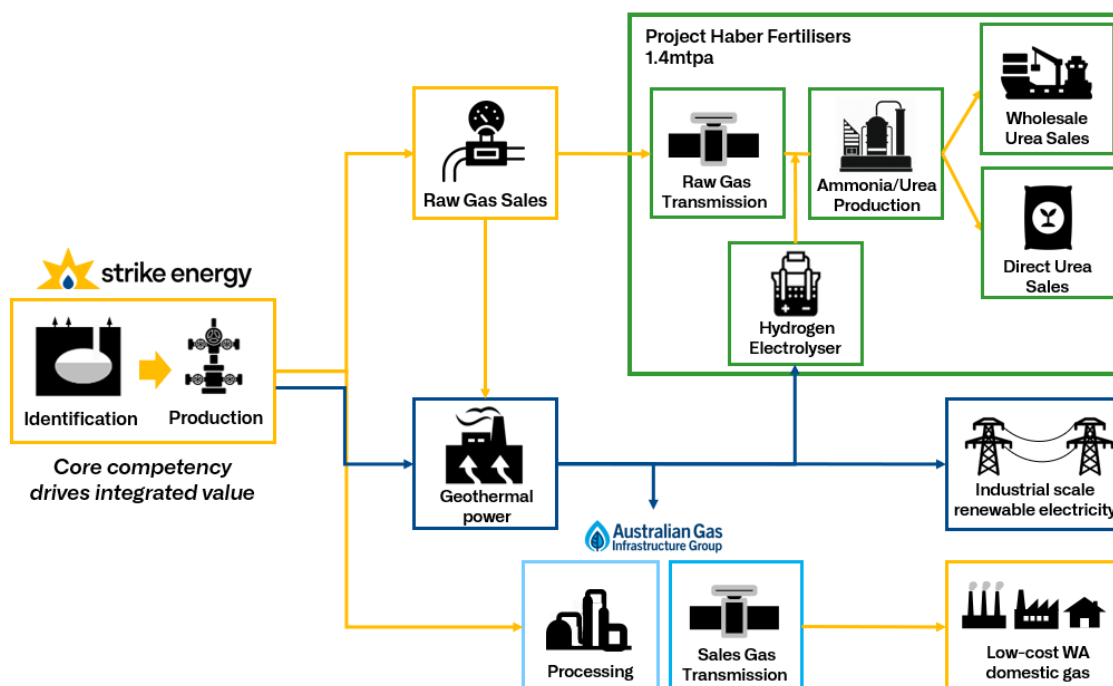 Project Haber Fertilisers
1.4mtpa
Wholesale
Urea Sales
Raw Gas Sales
Raw Gas
Transmission
Ammonia/Urea
Production
Direct Urea
Sales
strike energy
Hydrogen
Electrolyser
Identification
Production
Core competency
drives integrated value
Geothermal
power
Industrial scale
renewable electricity
Australian Gas
Infrastructure Group
Processing
Sales Gas
Transmission
Low-cost WA
domestic gas